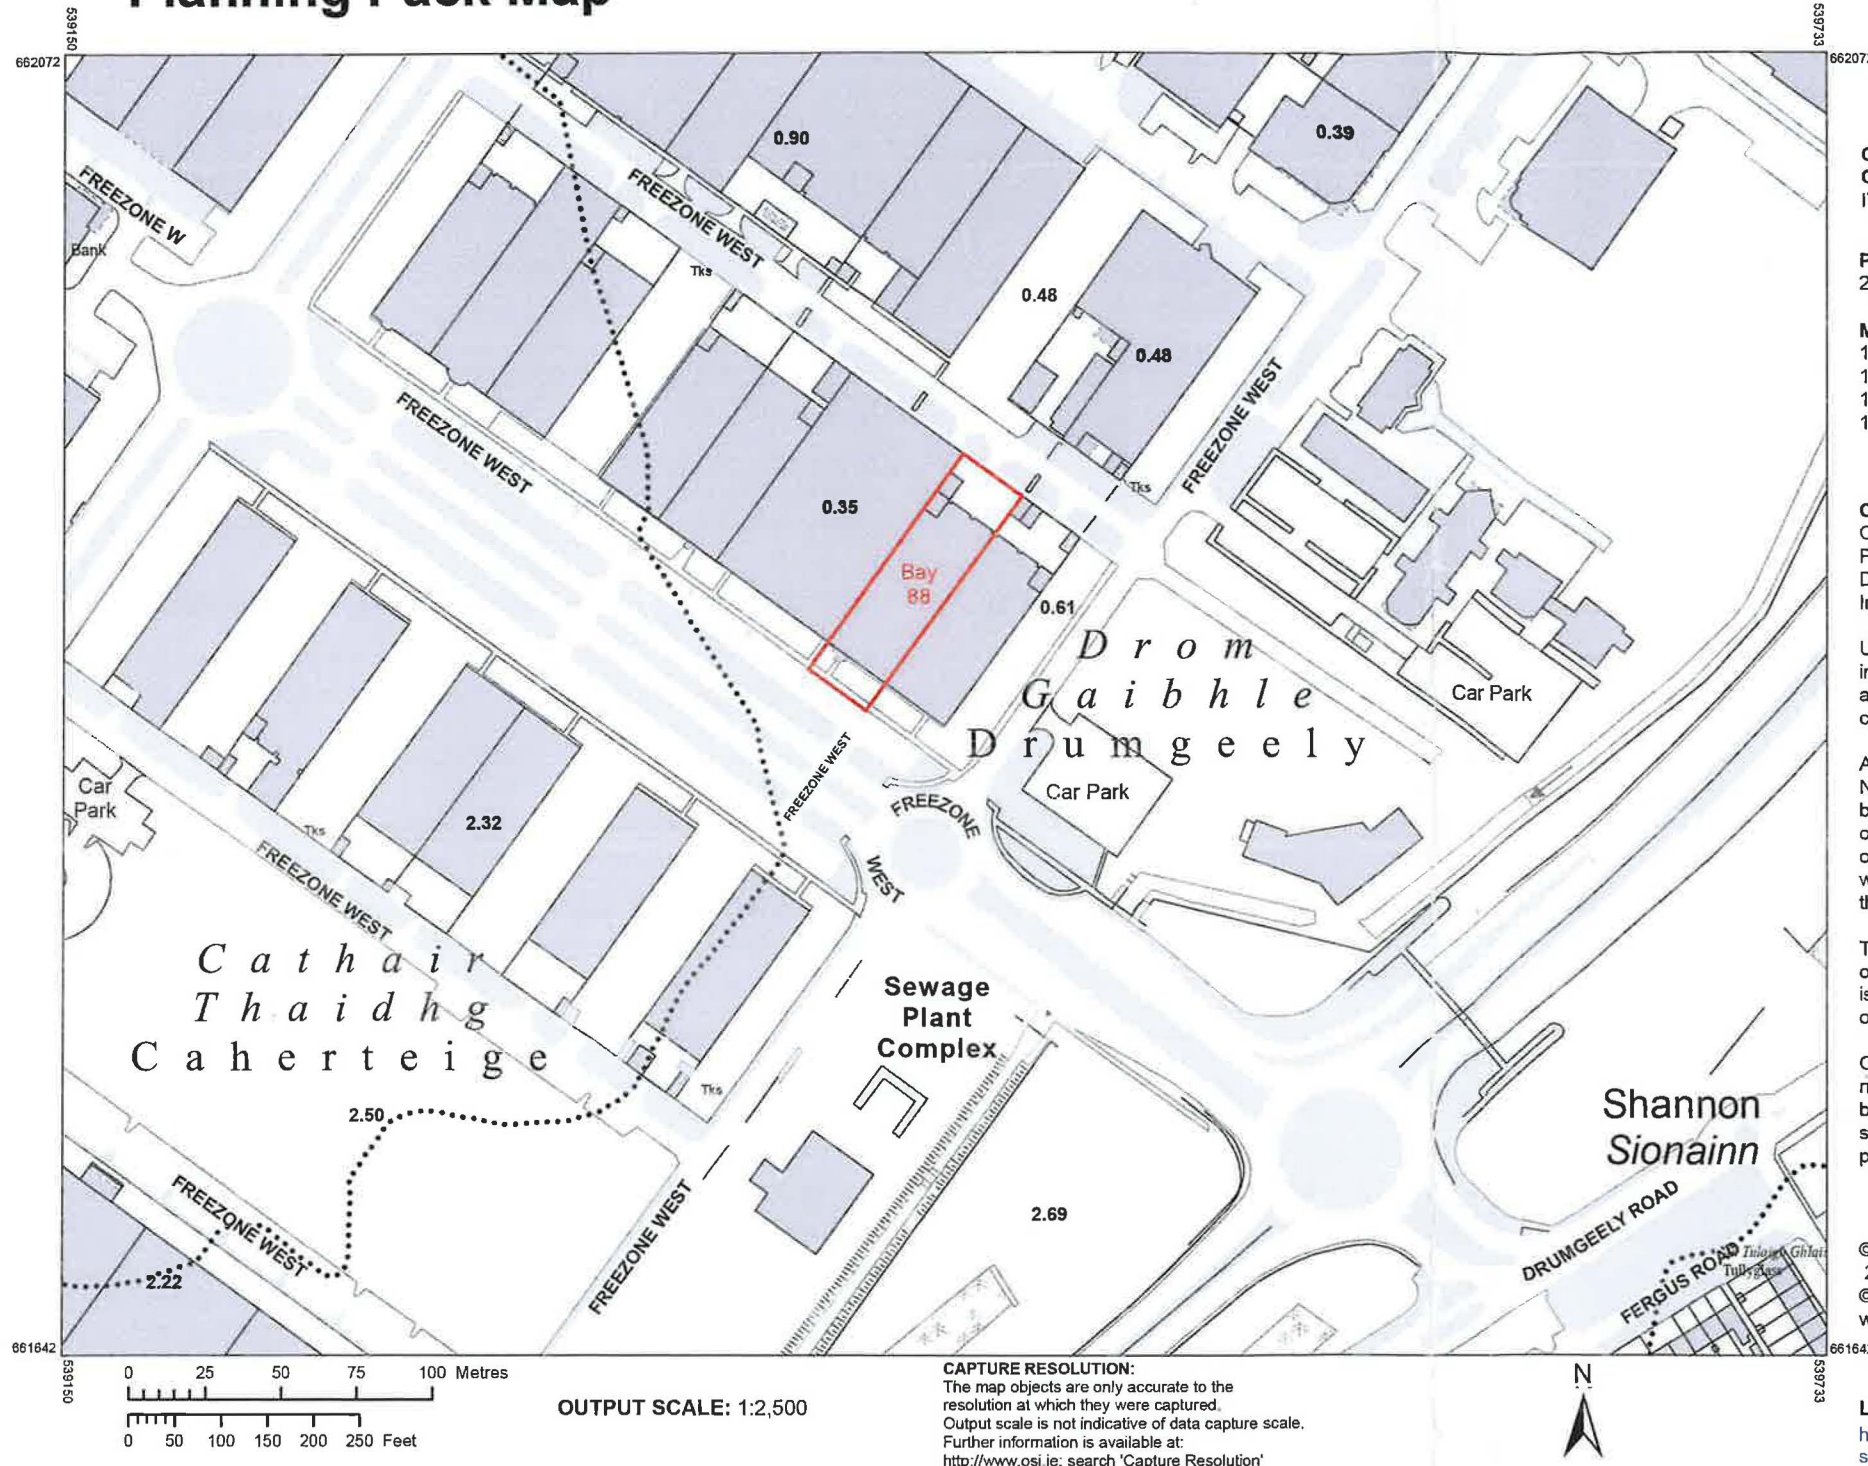 Planning Pack Map
539150
539733
662072
FREEZONE W
Bank
0.90
0.39
FREEZONE WEST
Tks
0.48
0.48
FREEZONE WEST
FREEZONE WEST
Tks
0.35
Bay
88
0.61
Drom
Gaibhle
Drumgeely
Car Park
Car Park
FREEZONE WEST
FREEZONE
WEST
Car
Park
2.32
Tks
FREEZONE WEST
Cathair
Thaidhg
Caherteige
Sewage
Plant
Complex
Tks
2.50
Shannon
Sionainn
FREEZONE WEST
FREEZONE WEST
2.69
DRUMGEELY ROAD
FERGUS ROAD
Tullyglass
2.22
661642
539150
539733
0 25 50 75 100 Metres
0 50 100 150 200 250 Feet
OUTPUT SCALE: 1:2,500
CAPTURE RESOLUTION:
The map objects are only accurate to the
resolution at which they were captured.
Output scale is not indicative of data capture scale.
Further information is available at:
http://www.osi.ie; search 'Capture Resolution'
N